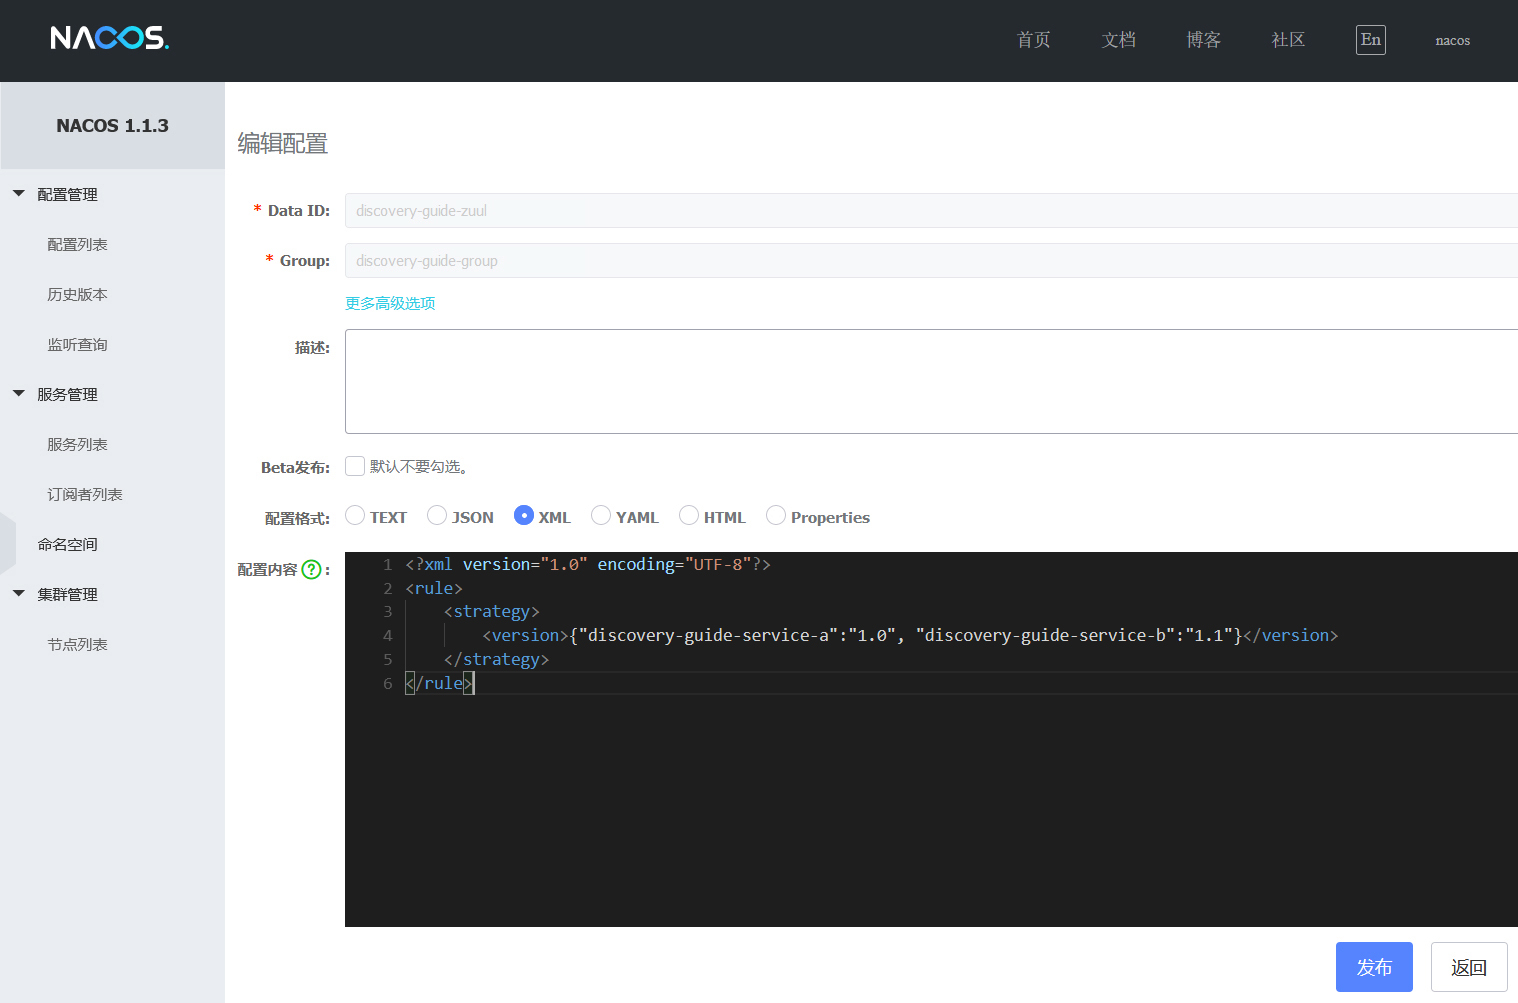 NACOS.
首页 文档 博客 社区 En nacos
NACOS 1.1.3
配置管理
配置列表
历史版本
监听查询
服务管理
服务列表
订阅者列表
命名空间
集群管理
节点列表
编辑配置
* Data ID: discovery-guide-zuul
* Group: discovery-guide-group
更多高级选项
描述:
Beta发布: 默认不要勾选。
配置格式: TEXT JSON XML YAML HTML Properties
配置内容 ? :
1 <?xml version="1.0" encoding="UTF-8"?>
2 <rule>
3 <strategy>
4 <version>{"discovery-guide-service-a":"1.0", "discovery-guide-service-b":"1.1"}</version>
5 </strategy>
6 </rule>
发布 返回